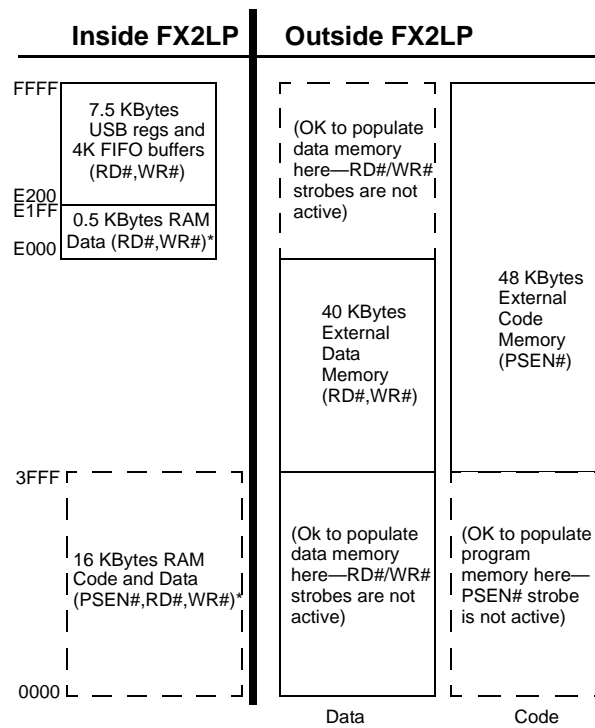 Inside FX2LP
Outside FX2LP
FFFF
7.5 KBytes
USB regs and
4K FIFO buffers
(RD#,WR#)
E200
E1FF
0.5 KBytes RAM
Data (RD#,WR#)*
E000
(OK to populate
data memory
here—RD#/WR#
strobes are not
active)
40 KBytes
External
Data
Memory
(RD#,WR#)
48 KBytes
External
Code
Memory
(PSEN#)
3FFF
16 KBytes RAM
Code and Data
(PSEN#,RD#,WR#)*
(Ok to populate
data memory
here—RD#/WR#
strobes are not
active)
(OK to populate
program
memory here—
PSEN# strobe
is not active)
0000
Data
Code